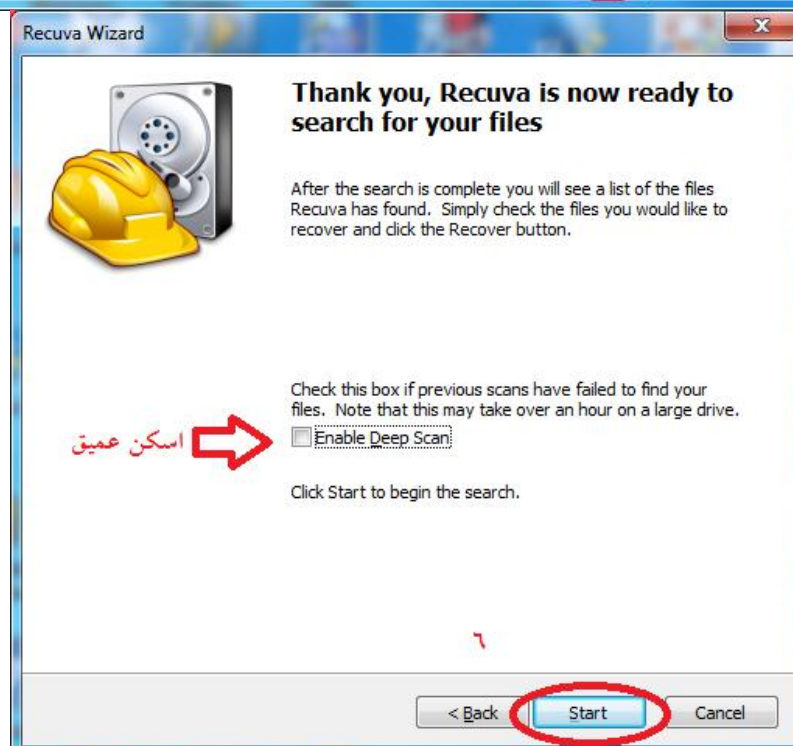 Recuva Wizard
Thank you, Recuva is now ready to
search for your files
After the search is complete you will see a list of the files
Recuva has found. Simply check the files you would like to
recover and click the Recover button.
Check this box if previous scans have failed to find your
files. Note that this may take over an hour on a large drive.
Enable Deep Scan
اسکن عمیق
Click Start to begin the search.
٦
< Back
Start
Cancel